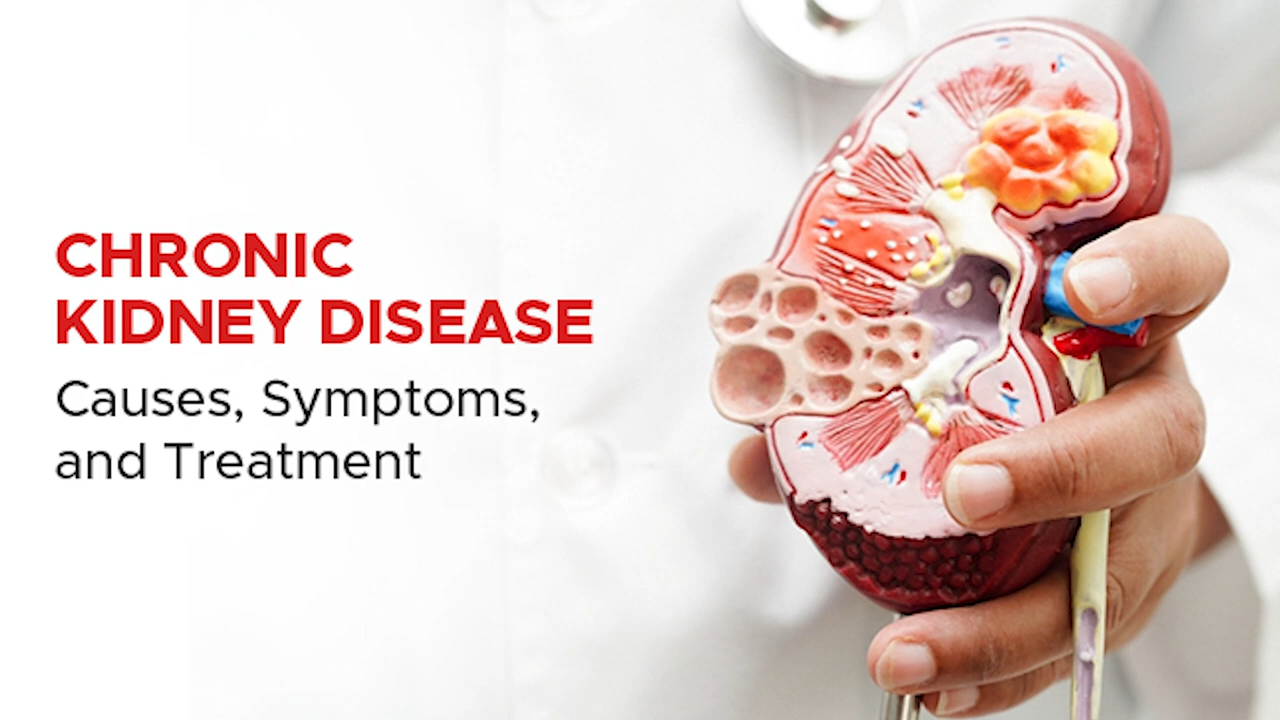 CHRONIC
KIDNEY DISEASE
Causes, Symptoms,
and Treatment